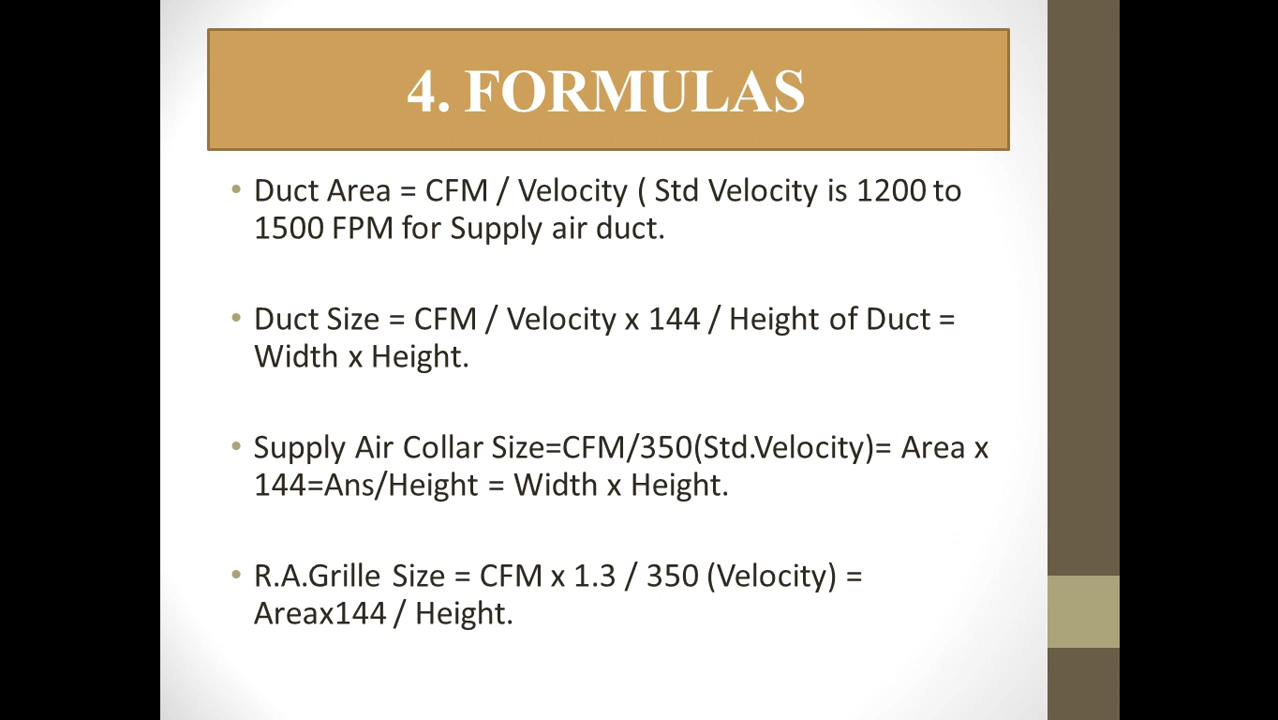 4. FORMULAS
• Duct Area = CFM / Velocity ( Std Velocity is 1200 to
1500 FPM for Supply air duct.
• Duct Size = CFM / Velocity x 144 / Height of Duct =
Width x Height.
• Supply Air Collar Size=CFM/350(Std.Velocity)= Area x
144=Ans/Height = Width x Height.
• R.A.Grille Size = CFM x 1.3 / 350 (Velocity) =
Areax144 / Height.